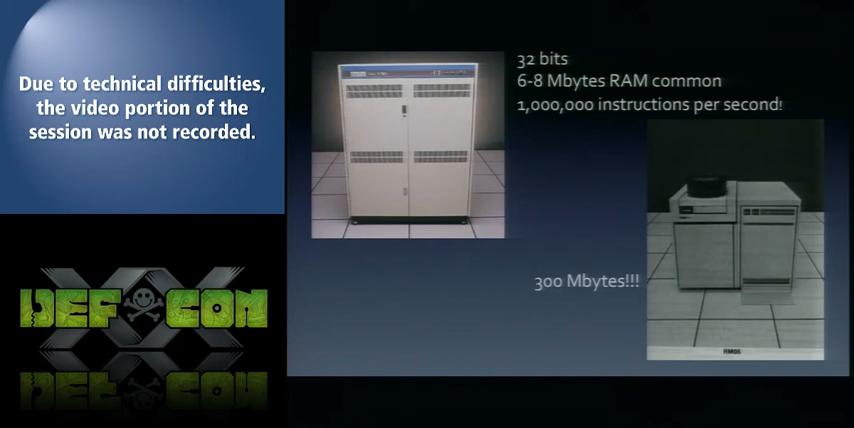 Due to technical difficulties,
the video portion of the
session was not recorded.
32 bits
6-8 Mbytes RAM common
1,000,000 instructions per second!
300 Mbytes!!!
RM05
XX
DEF CON